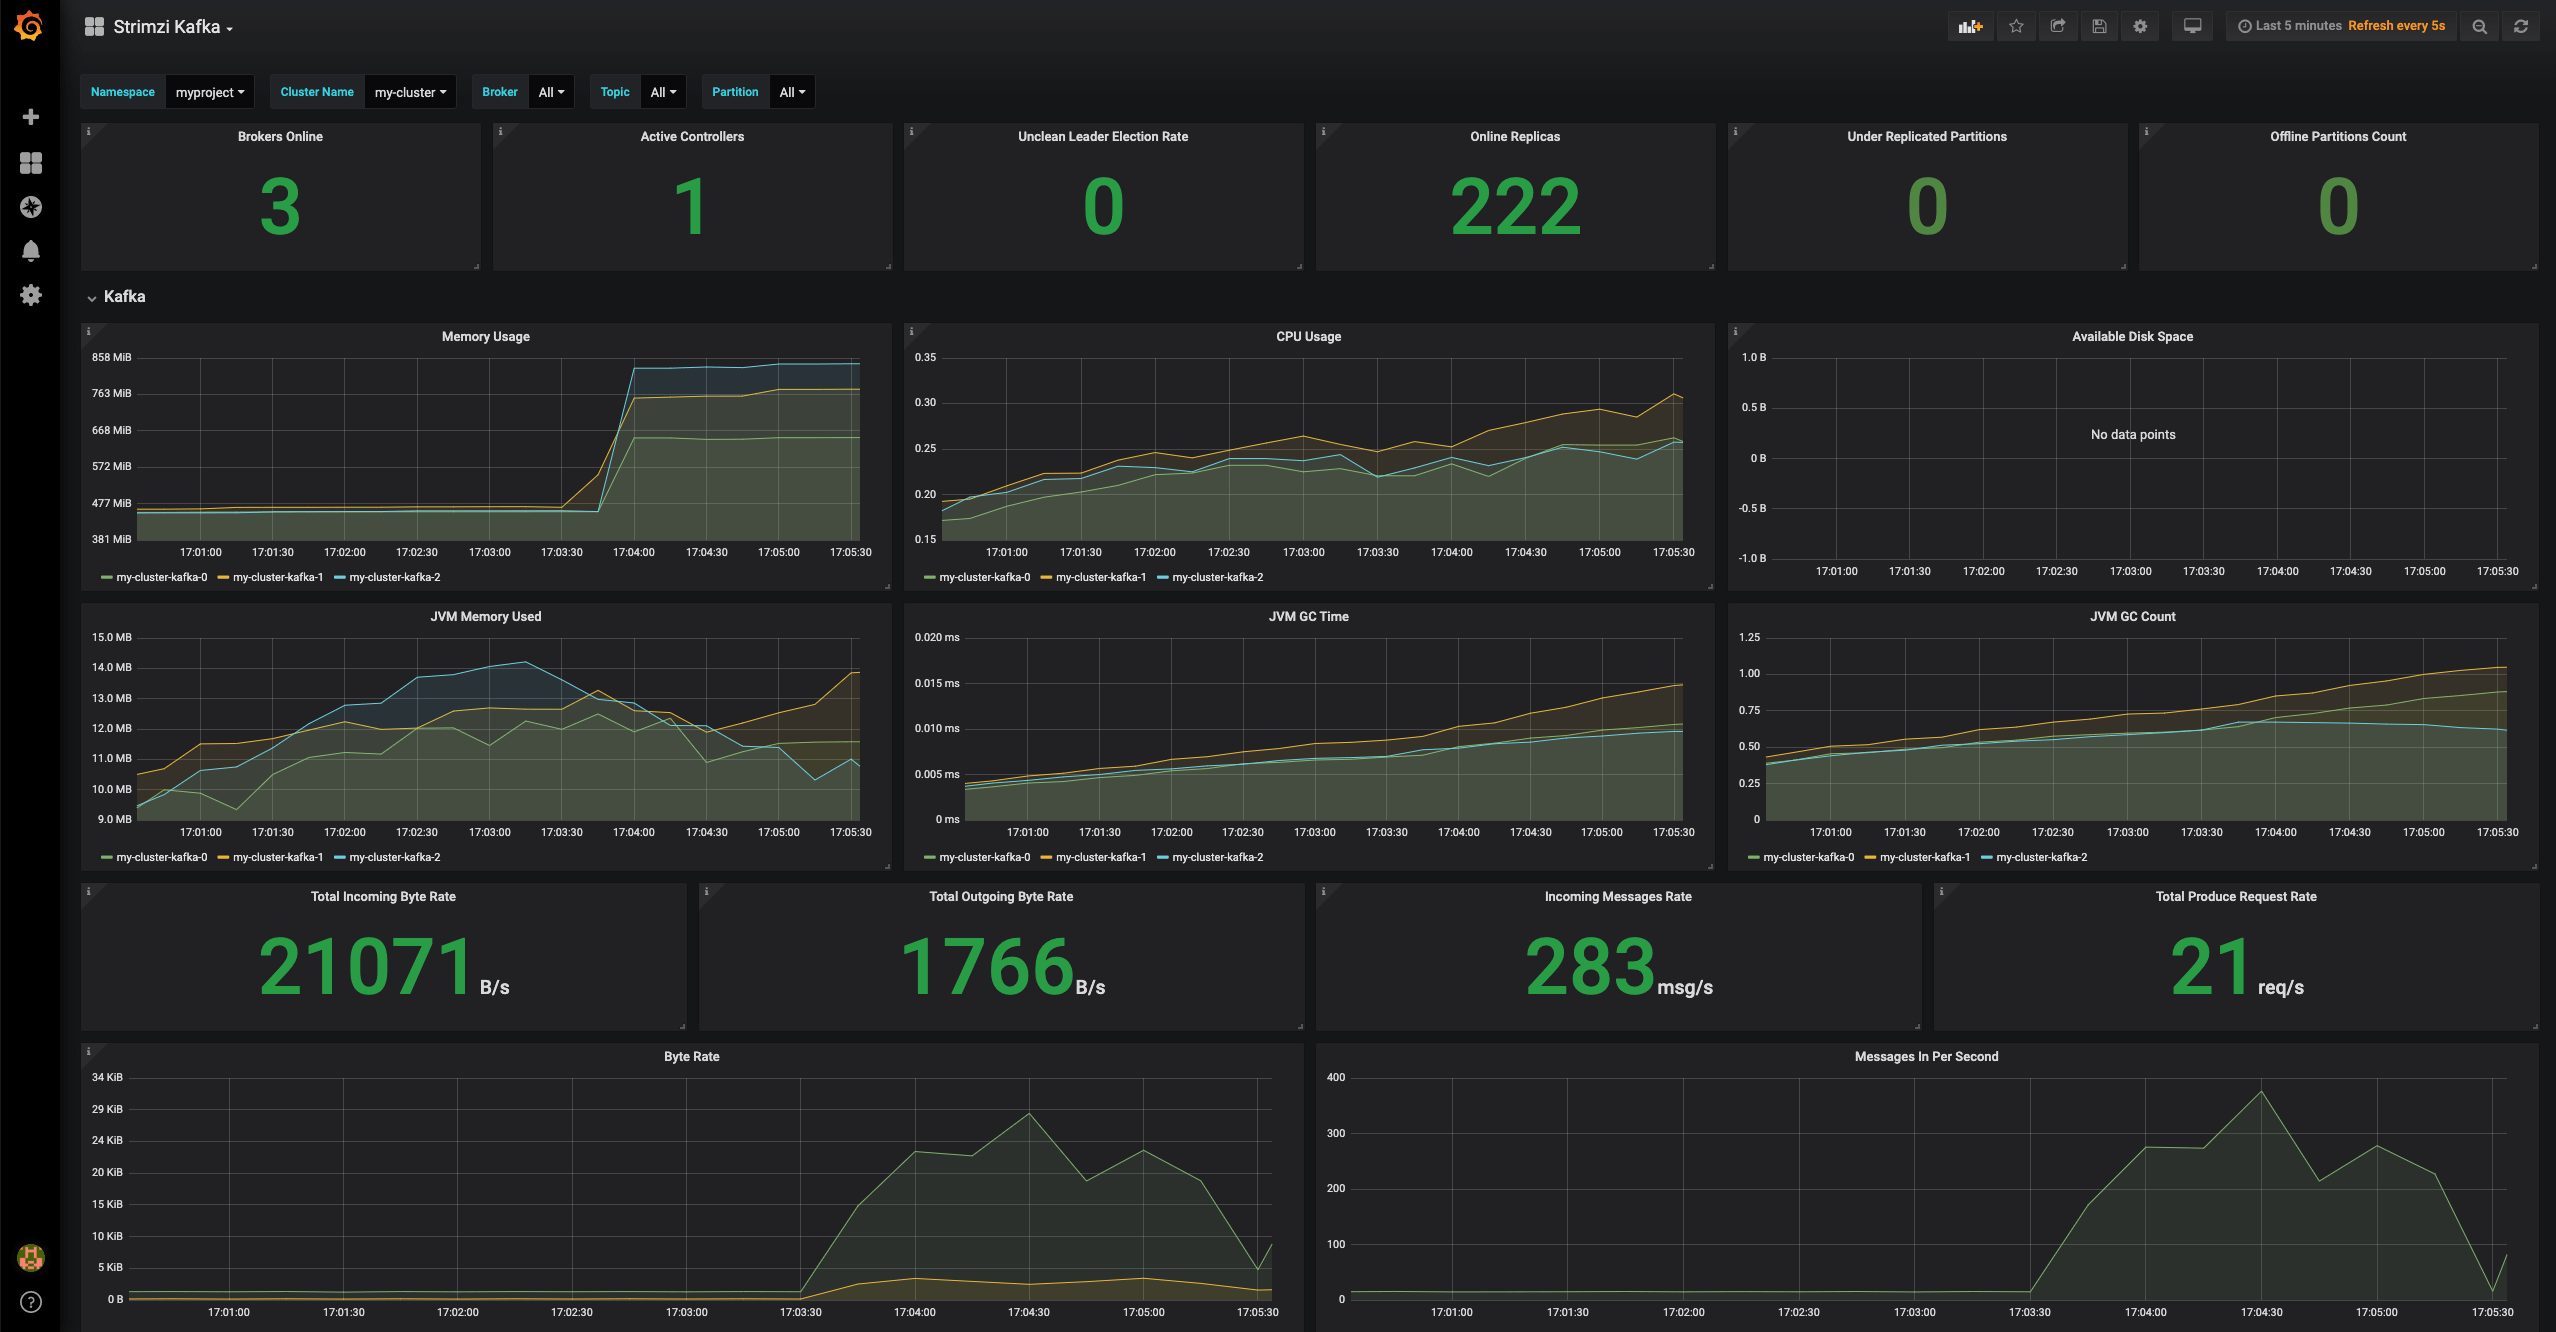 Strimzi Kafka
Last 5 minutes Refresh every 5s
Namespace myproject Cluster Name my-cluster Broker All Topic All Partition All
Brokers Online
3
Active Controllers
1
Unclean Leader Election Rate
0
Online Replicas
222
Under Replicated Partitions
0
Offline Partitions Count
0
Kafka
Memory Usage
858 MiB
763 MiB
668 MiB
572 MiB
477 MiB
381 MiB
17:01:00 17:01:30 17:02:00 17:02:30 17:03:00 17:03:30 17:04:00 17:04:30 17:05:00 17:05:30
my-cluster-kafka-0 my-cluster-kafka-1 my-cluster-kafka-2
CPU Usage
0.35
0.30
0.25
0.20
0.15
17:01:00 17:01:30 17:02:00 17:02:30 17:03:00 17:03:30 17:04:00 17:04:30 17:05:00 17:05:30
my-cluster-kafka-0 my-cluster-kafka-1 my-cluster-kafka-2
Available Disk Space
1.0 B
0.5 B
0 B
-0.5 B
-1.0 B
No data points
17:01:00 17:01:30 17:02:00 17:02:30 17:03:00 17:03:30 17:04:00 17:04:30 17:05:00 17:05:30
JVM Memory Used
15.0 MB
14.0 MB
13.0 MB
12.0 MB
11.0 MB
10.0 MB
9.0 MB
17:01:00 17:01:30 17:02:00 17:02:30 17:03:00 17:03:30 17:04:00 17:04:30 17:05:00 17:05:30
my-cluster-kafka-0 my-cluster-kafka-1 my-cluster-kafka-2
JVM GC Time
0.020 ms
0.015 ms
0.010 ms
0.005 ms
0 ms
17:01:00 17:01:30 17:02:00 17:02:30 17:03:00 17:03:30 17:04:00 17:04:30 17:05:00 17:05:30
my-cluster-kafka-0 my-cluster-kafka-1 my-cluster-kafka-2
JVM GC Count
1.25
1.00
0.75
0.50
0.25
0
17:01:00 17:01:30 17:02:00 17:02:30 17:03:00 17:03:30 17:04:00 17:04:30 17:05:00 17:05:30
my-cluster-kafka-0 my-cluster-kafka-1 my-cluster-kafka-2
Total Incoming Byte Rate
21071 B/s
Total Outgoing Byte Rate
1766 B/s
Incoming Messages Rate
283 msg/s
Total Produce Request Rate
21 req/s
Byte Rate
34 KiB
29 KiB
24 KiB
20 KiB
15 KiB
10 KiB
5 KiB
0 B
17:01:00 17:01:30 17:02:00 17:02:30 17:03:00 17:03:30 17:04:00 17:04:30 17:05:00 17:05:30
Messages In Per Second
400
300
200
100
0
17:01:00 17:01:30 17:02:00 17:02:30 17:03:00 17:03:30 17:04:00 17:04:30 17:05:00 17:05:30